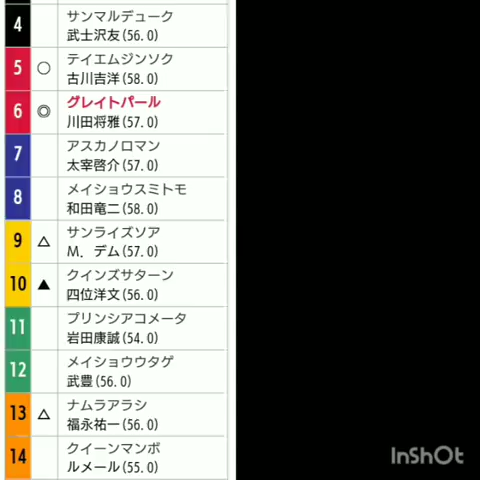 4
サンマルデューク
武士沢友(56.0)
5 ○
テイエムジンソク
古川吉洋(58.0)
6 ◎
グレイトパール
川田将雅(57.0)
7
アスカノロマン
太宰啓介(57.0)
8
メイショウスミトモ
和田竜二(58.0)
9 △
サンライズソア
M．デム(57.0)
10 ▲
クインズサターン
四位洋文(56.0)
11
プリンシアコメータ
岩田康誠(54.0)
12
メイショウウタゲ
武豊(56.0)
13 △
ナムラアラシ
福永祐一(56.0)
14
クイーンマンボ
ルメール(55.0)
InShOt